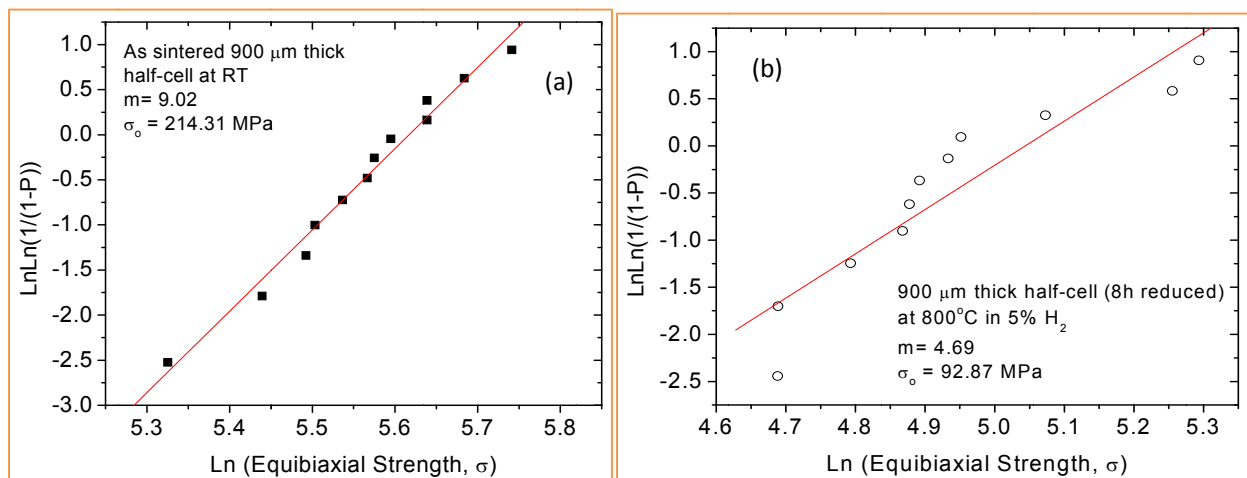 1.0
0.5
0.0
-0.5
-1.0
-1.5
-2.0
-2.5
-3.0
LnLn(1/(1-P))
As sintered 900 μm thick
half-cell at RT
m= 9.02
σo = 214.31 MPa
(a)
5.3 5.4 5.5 5.6 5.7 5.8
Ln (Equibiaxial Strength, σ)
1.0
0.5
0.0
-0.5
-1.0
-1.5
-2.0
-2.5
LnLn(1/(1-P))
(b)
900 μm thick half-cell (8h reduced)
at 800°C in 5% H2
m= 4.69
σo = 92.87 MPa
4.6 4.7 4.8 4.9 5.0 5.1 5.2 5.3
Ln (Equibiaxial Strength, σ)